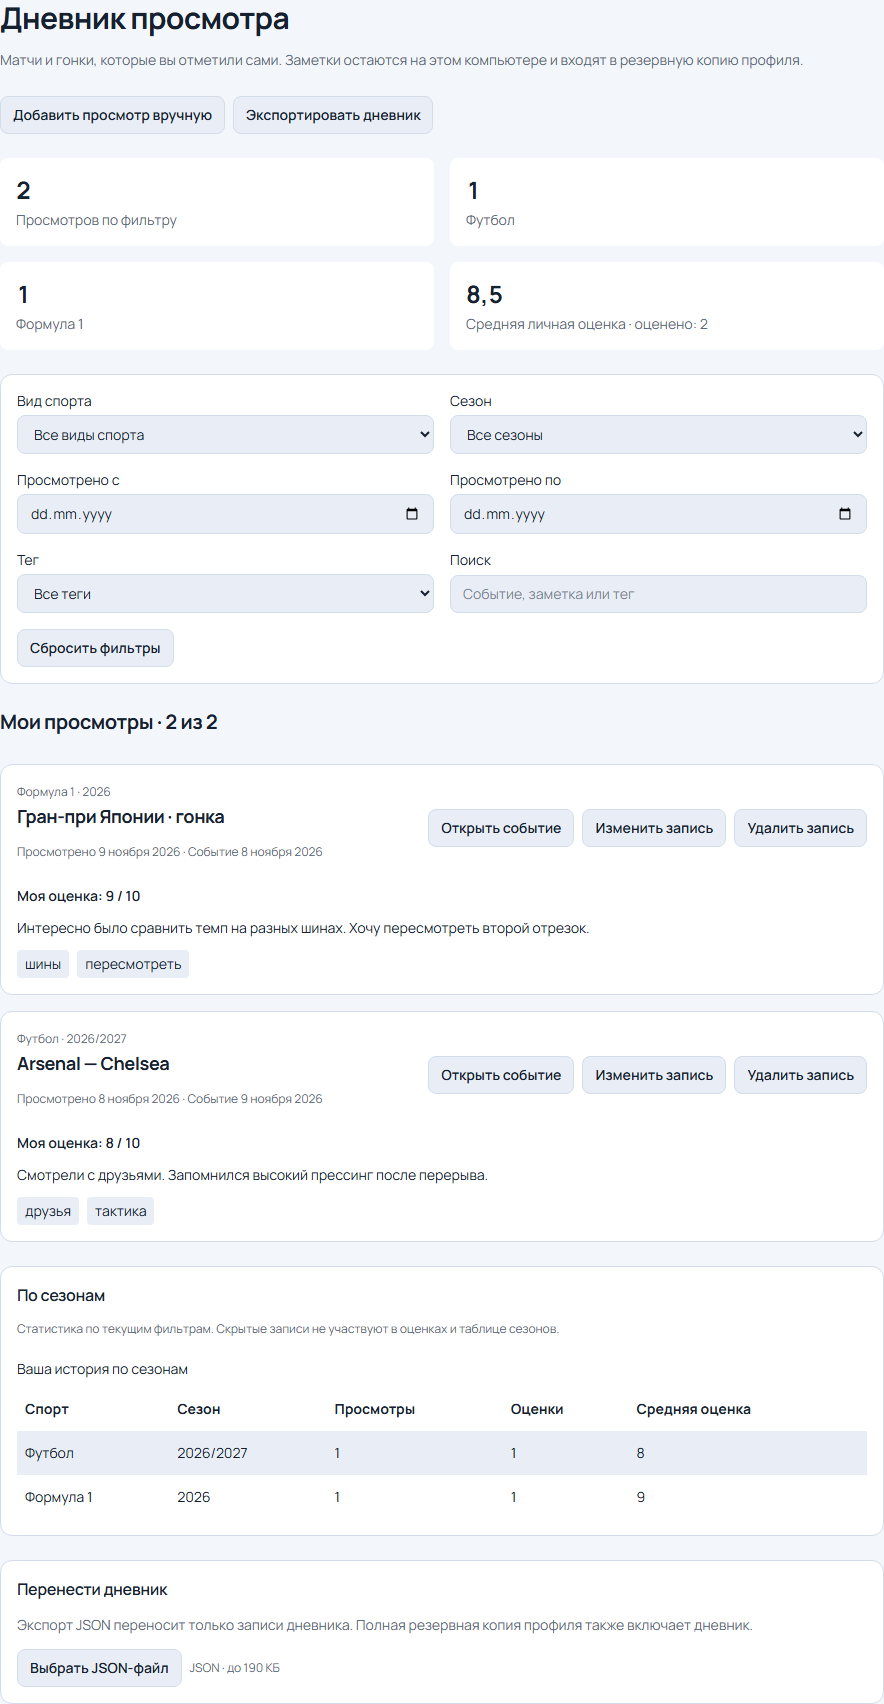 Дневник просмотра
Матчи и гонки, которые вы отметили сами. Заметки остаются на этом компьютере и входят в резервную копию профиля.
Добавить просмотр вручную
Экспортировать дневник
2
Просмотров по фильтру
1
Футбол
1
Формула 1
8,5
Средняя личная оценка · оценено: 2
Вид спорта
Все виды спорта
Сезон
Все сезоны
Просмотрено с
dd.mm.yyyy
Просмотрено по
dd.mm.yyyy
Тег
Все теги
Поиск
Событие, заметка или тег
Сбросить фильтры
Мои просмотры · 2 из 2
Формула 1 · 2026
Гран-при Японии · гонка
Просмотрено 9 ноября 2026 · Событие 8 ноября 2026
Открыть событие
Изменить запись
Удалить запись
Моя оценка: 9 / 10
Интересно было сравнить темп на разных шинах. Хочу пересмотреть второй отрезок.
шины пересмотреть
Футбол · 2026/2027
Arsenal — Chelsea
Просмотрено 8 ноября 2026 · Событие 9 ноября 2026
Открыть событие
Изменить запись
Удалить запись
Моя оценка: 8 / 10
Смотрели с друзьями. Запомнился высокий прессинг после перерыва.
друзья тактика
По сезонам
Статистика по текущим фильтрам. Скрытые записи не участвуют в оценках и таблице сезонов.
Ваша история по сезонам
Спорт Сезон Просмотры Оценки Средняя оценка
Футбол 2026/2027 1 1 8
Формула 1 2026 1 1 9
Перенести дневник
Экспорт JSON переносит только записи дневника. Полная резервная копия профиля также включает дневник.
Выбрать JSON-файл
JSON · до 190 КБ